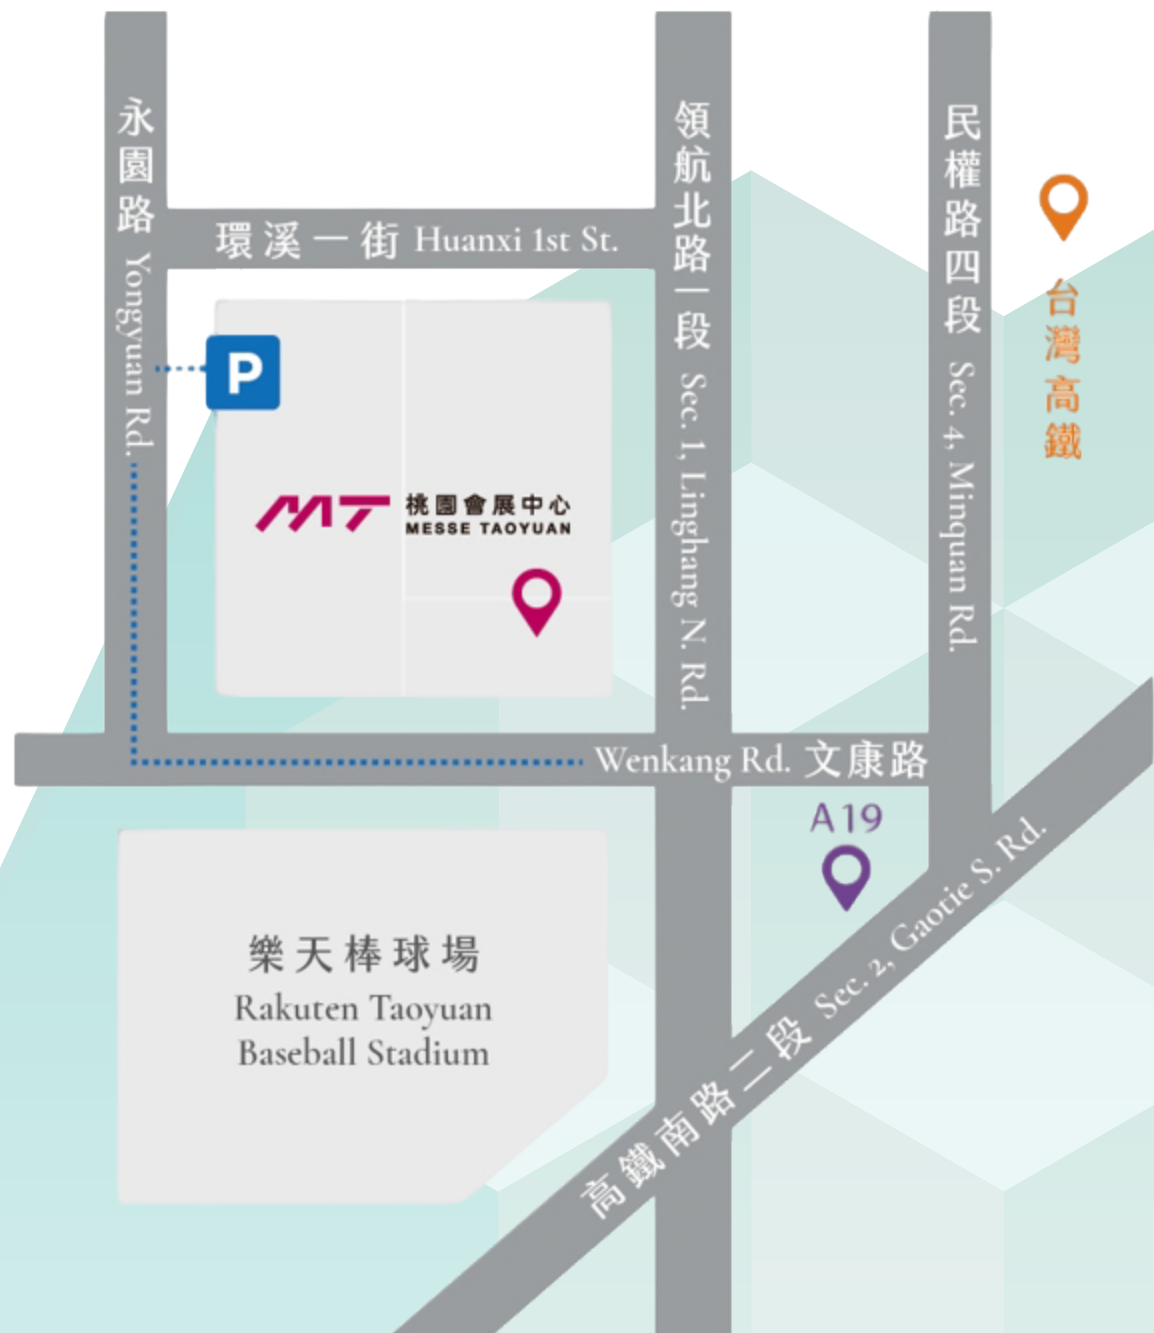 永園路 Yongyuan Rd.
環溪一街 Huanxi 1st St.
領航北路一段 Sec. 1, Linghang N. Rd.
民權路四段 Sec. 4, Minquan Rd.
台灣高鐵
P
MT 桃園會展中心
MESSE TAOYUAN
Wenkang Rd. 文康路
A19
高鐵南路二段 Sec. 2, Gaotie S. Rd.
樂天棒球場
Rakuten Taoyuan
Baseball Stadium